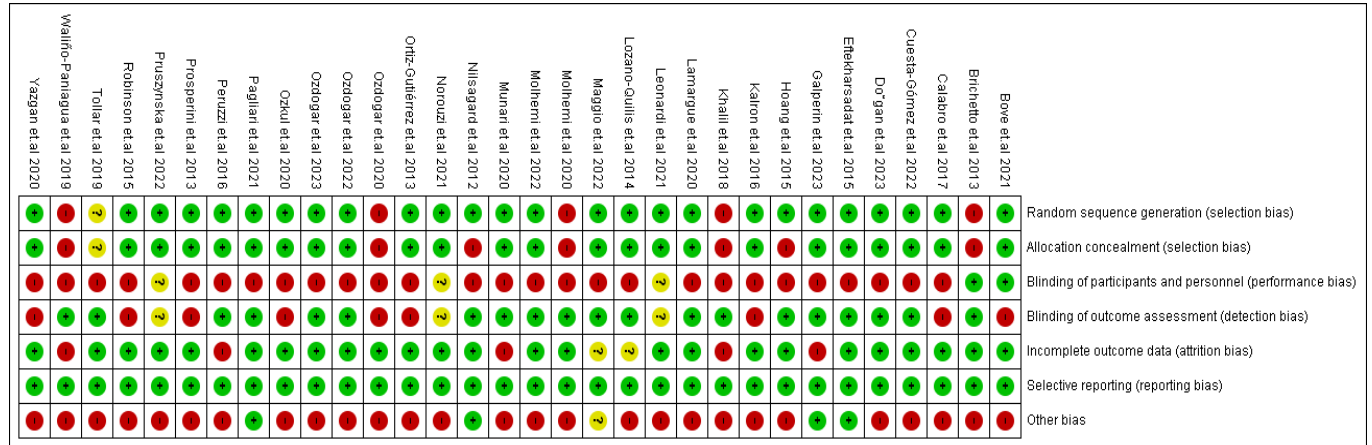 Yazgan et.al 2020
Waliño-Paniagua et.al 2019
Tollar et.al 2019
Robinson et.al 2015
Pruszynska et.al 2022
Prosperini et.al 2013
Peruzzi et.al 2016
Pagliari et.al 2021
Ozkul et.al 2020
Ozdogar et.al 2023
Ozdogar et.al 2022
Ozdogar et.al 2020
Ortiz-Gutiérrez et.al 2013
Norouzi et.al 2021
Nilsagard et.al 2012
Munari et.al 2020
Molhemi et.al 2022
Molhemi et.al 2020
Maggio et.al 2022
Lozano-Quilis et.al 2014
Leonardi et.al 2021
Lamargue et.al 2020
Khalil et.al 2018
Kalron et.al 2016
Hoang et.al 2015
Galperin et.al 2023
Eftekharsadat et.al 2015
Do˘gan et.al 2023
Cuesta-Gómez et.al 2022
Calabro et.al 2017
Brichetto et.al 2013
Bove et.al 2021
+ - ? + + + + + + + + - + + + + + - + + + + - + + + + + + + - + Random sequence generation (selection bias)
+ - ? + + + + + + + + - + + - + + - + + + + - + - + + + + + - + Allocation concealment (selection bias)
- - - - ? - - - - - - - - ? - - - - - - ? - - - - - - - - - + + Blinding of participants and personnel (performance bias)
- + + - ? - + + - + + - - ? + + + + + + ? + + - + + + + + - + - Blinding of outcome assessment (detection bias)
+ - + + + + - + + + + + + + + - + + ? ? + + - + + - + + + + + + Incomplete outcome data (attrition bias)
+ + + + + + + + + + + + + + + + + + + + + + + + + + + + + + + + Selective reporting (reporting bias)
- - - - - - - + - - - - - - + - - - ? - - - - - - + + - - - - - Other bias